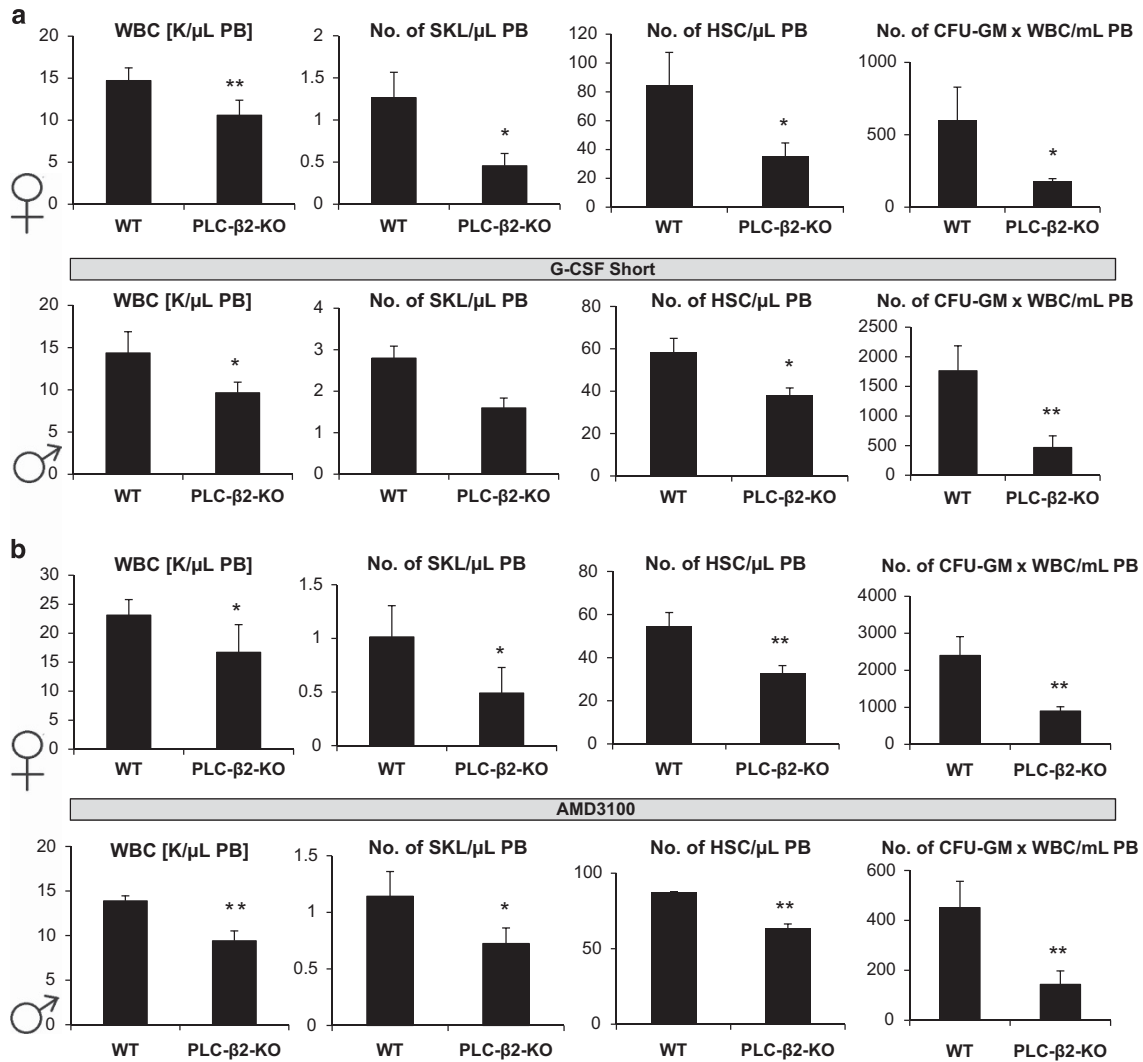 a
WBC [K/µL PB]
No. of SKL/µL PB
No. of HSC/µL PB
No. of CFU-GM x WBC/mL PB
20
15
10
5
0
**
WT
PLC-β2-KO
2
1.5
1
0.5
0
*
WT
PLC-β2-KO
120
100
80
60
40
20
0
*
WT
PLC-β2-KO
1000
500
0
*
WT
PLC-β2-KO
G-CSF Short
WBC [K/µL PB]
No. of SKL/µL PB
No. of HSC/µL PB
No. of CFU-GM x WBC/mL PB
20
15
10
5
0
*
WT
PLC-β2-KO
4
3
2
1
0
WT
PLC-β2-KO
80
60
40
20
0
*
WT
PLC-β2-KO
2500
2000
1500
1000
500
0
**
WT
PLC-β2-KO
b
WBC [K/µL PB]
No. of SKL/µL PB
No. of HSC/µL PB
No. of CFU-GM x WBC/mL PB
30
25
20
15
10
5
0
*
WT
PLC-β2-KO
1.5
1
0.5
0
*
WT
PLC-β2-KO
80
60
40
20
0
**
WT
PLC-β2-KO
4000
3000
2000
1000
0
**
WT
PLC-β2-KO
AMD3100
WBC [K/µL PB]
No. of SKL/µL PB
No. of HSC/µL PB
No. of CFU-GM x WBC/mL PB
20
15
10
5
0
**
WT
PLC-β2-KO
1.5
1
0.5
0
*
WT
PLC-β2-KO
100
50
0
**
WT
PLC-β2-KO
600
400
200
0
**
WT
PLC-β2-KO